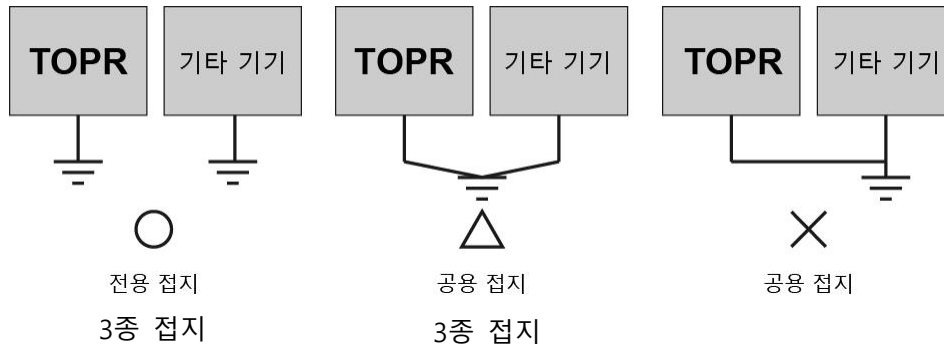 TOPR 기타 기기 TOPR 기타 기기 TOPR 기타 기기
전용 접지 공용 접지 공용 접지
3종 접지 3종 접지